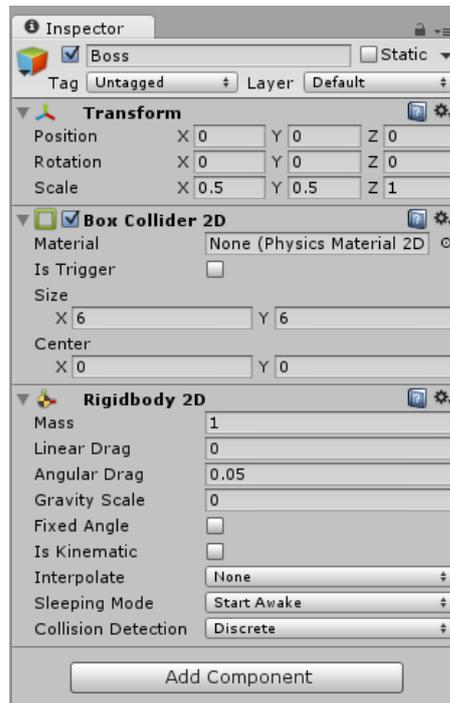 Inspector
Boss Static
Tag Untagged Layer Default
Transform
Position X 0 Y 0 Z 0
Rotation X 0 Y 0 Z 0
Scale X 0.5 Y 0.5 Z 1
Box Collider 2D
Material None (Physics Material 2D
Is Trigger
Size
X 6 Y 6
Center
X 0 Y 0
Rigidbody 2D
Mass 1
Linear Drag 0
Angular Drag 0.05
Gravity Scale 0
Fixed Angle
Is Kinematic
Interpolate None
Sleeping Mode Start Awake
Collision Detection Discrete
Add Component